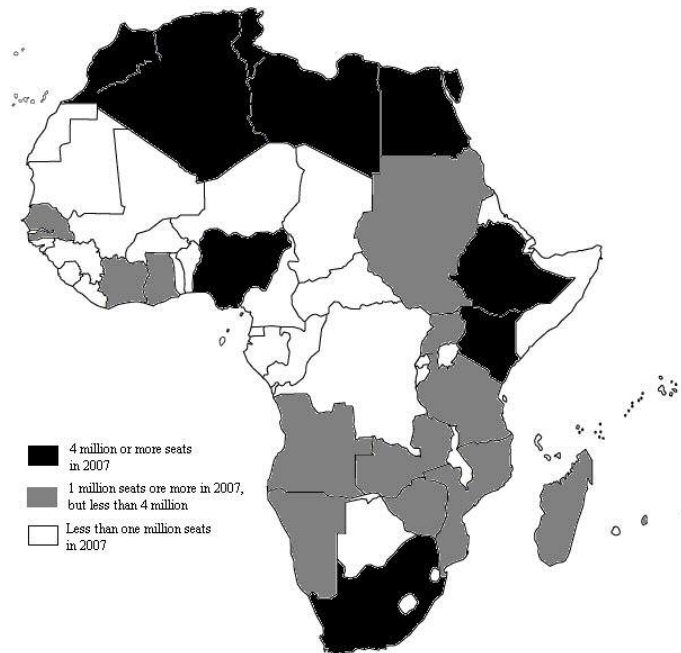 4 million or more seats
in 2007
1 million seats ore more in 2007,
but less than 4 million
Less than one million seats
in 2007